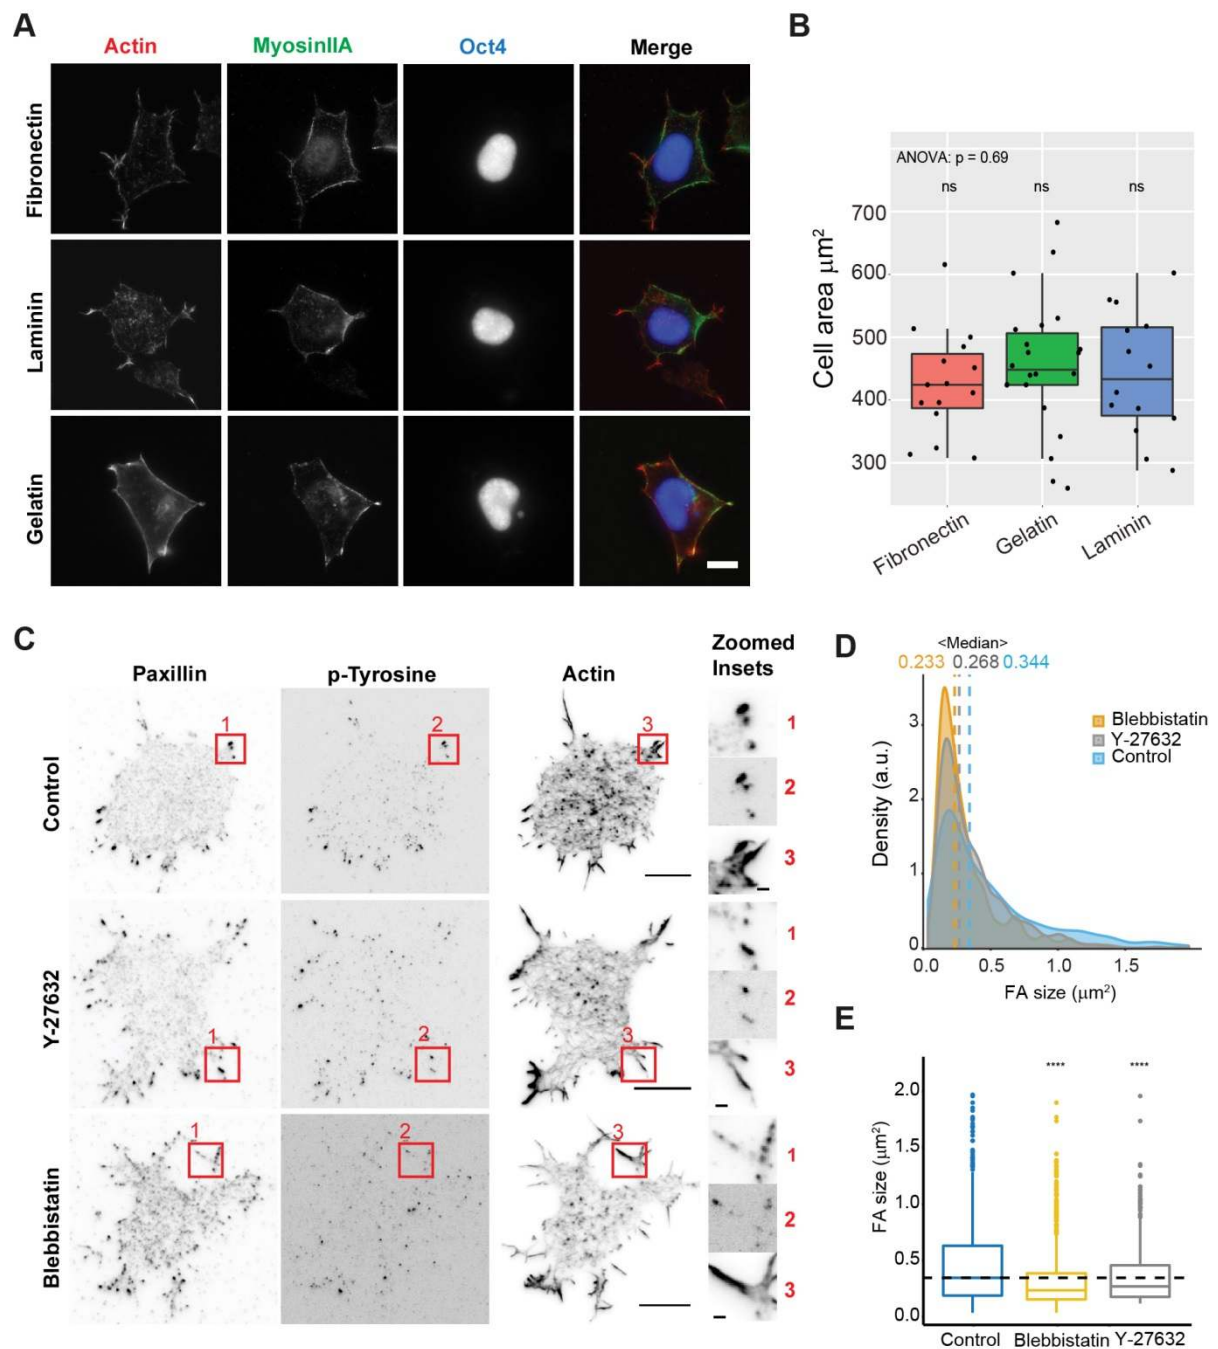 A
Actin
MyosinIIA
Oct4
Merge
Fibronectin
Laminin
Gelatin
B
ANOVA: p = 0.69
ns
ns
ns
Cell area μm²
700
600
500
400
300
Fibronectin
Gelatin
Laminin
C
Paxillin
p-Tyrosine
Actin
Zoomed
Insets
Control
1
2
3
1
2
3
Y-27632
1
2
3
1
2
3
Blebbistatin
1
2
3
1
2
3
D
<Median>
0.233 0.268 0.344
Blebbistatin
Y-27632
Control
Density (a.u.)
3
2
1
0
0.0 0.5 1.0 1.5
FA size (μm²)
E
**** ****
FA size (μm²)
2.0
1.5
1.0
0.5
0.0
Control Blebbistatin Y-27632